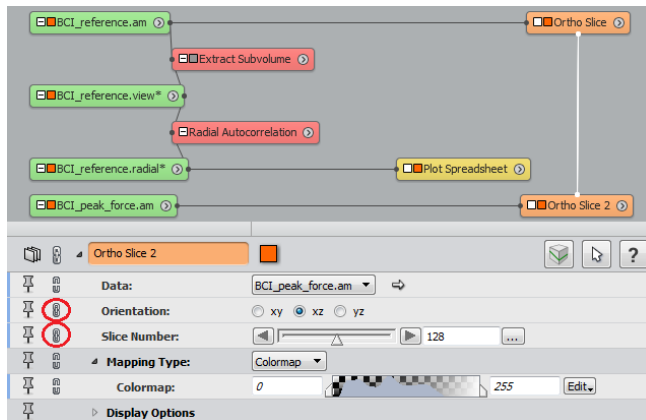 BCI_reference.am
Ortho Slice
Extract Subvolume
BCI_reference.view*
Radial Autocorrelation
BCI_reference.radial*
Plot Spreadsheet
BCI_peak_force.am
Ortho Slice 2
Ortho Slice 2
?
Data: BCI_peak_force.am
Orientation: xy xz yz
Slice Number: 128 ...
Mapping Type: Colormap
Colormap: 0 255 Edit
Display Options